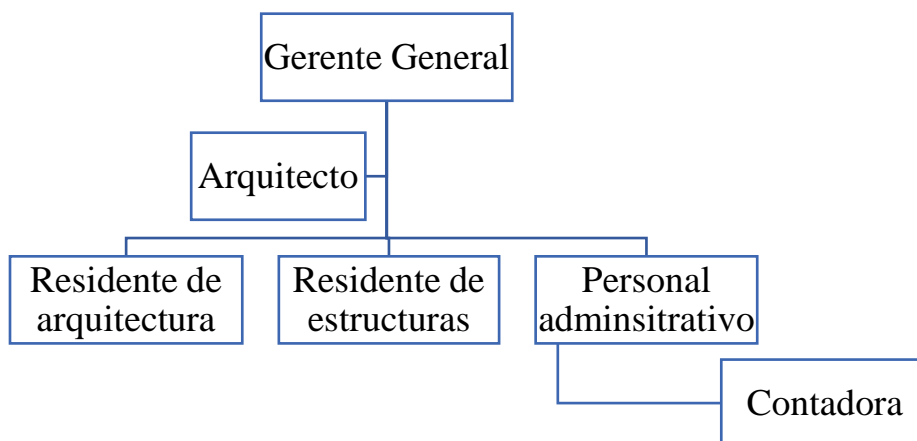 Gerente General
Arquitecto
Residente de
arquitectura
Residente de
estructuras
Personal
adminsitrativo
Contadora